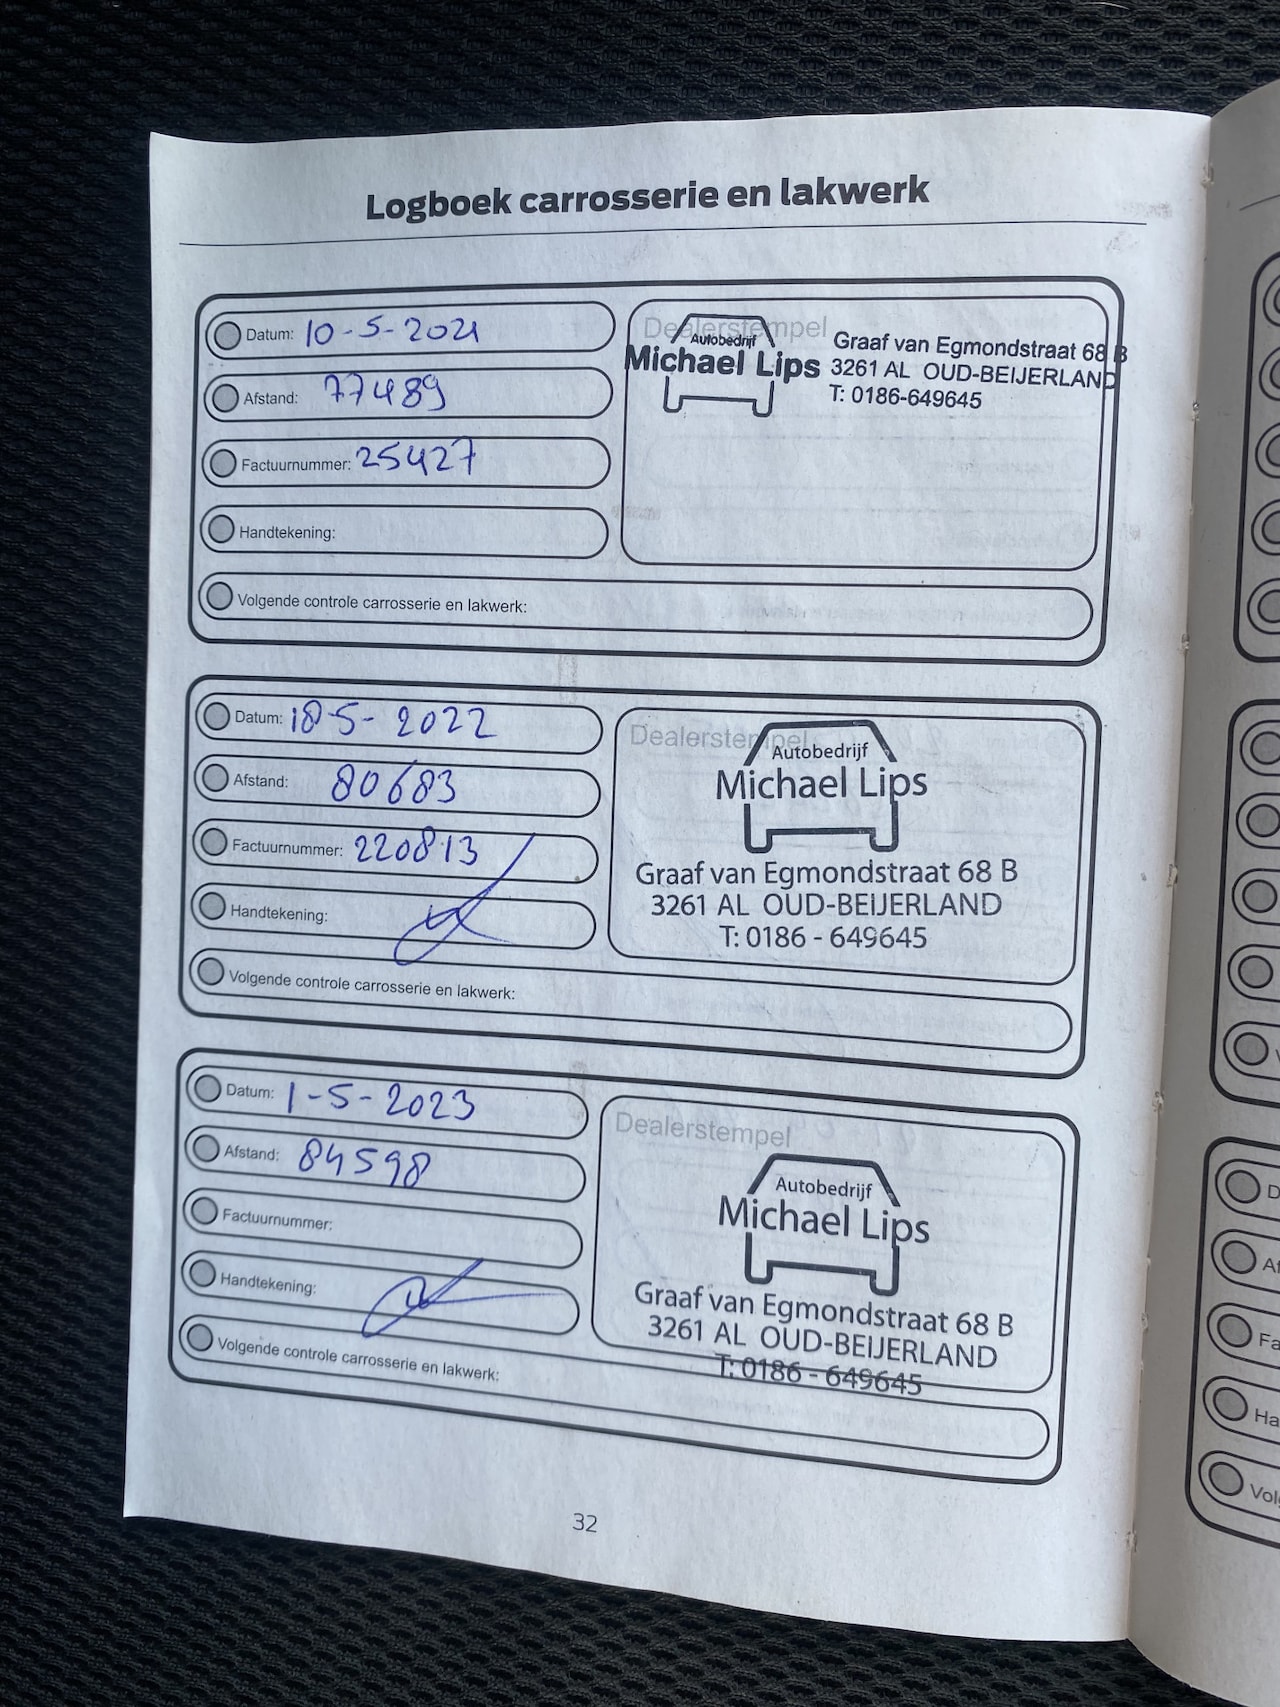 Logboek carrosserie en lakwerk
Datum: 10-5-2021
Afstand: 77489
Factuurnummer: 25427
Handtekening:
Volgende controle carrosserie en lakwerk:
Dealerstempel
Autobedrijf
Michael Lips
Graaf van Egmondstraat 68 B
3261 AL OUD-BEIJERLAND
T: 0186-649645
Datum: 18-5-2022
Afstand: 80683
Factuurnummer: 220813
Handtekening:
Volgende controle carrosserie en lakwerk:
Dealerstempel
Autobedrijf
Michael Lips
Graaf van Egmondstraat 68 B
3261 AL OUD-BEIJERLAND
T: 0186 - 649645
Datum: 1-5-2023
Afstand: 84598
Factuurnummer:
Handtekening:
Volgende controle carrosserie en lakwerk:
Dealerstempel
Autobedrijf
Michael Lips
Graaf van Egmondstraat 68 B
3261 AL OUD-BEIJERLAND
T: 0186 - 649645
32